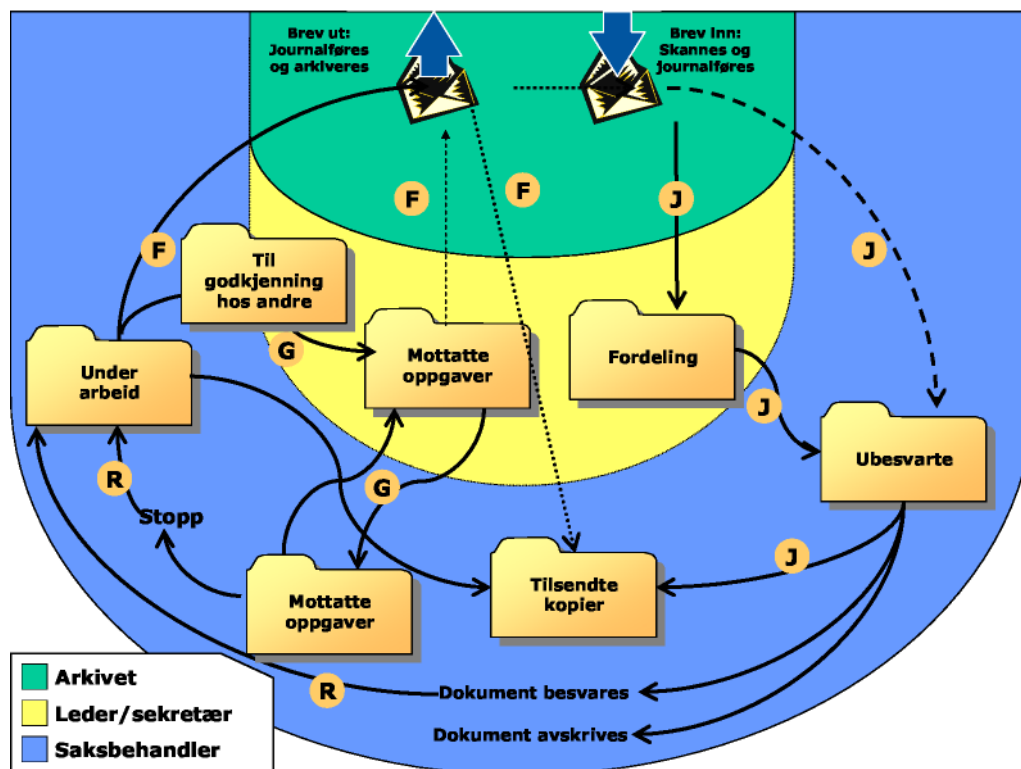 Brev ut:
Journalføres
og arkiveres
Brev Inn:
Skannes og
journalføres
F
F
J
F
J
Til
godkjenning
hos andre
G
Mottatte
oppgaver
Fordeling
Under
arbeid
J
Ubesvarte
R
G
Stopp
J
Mottatte
oppgaver
Tilsendte
kopier
R
Dokument besvares
Dokument avskrives
Arkivet
Leder/sekretær
Saksbehandler